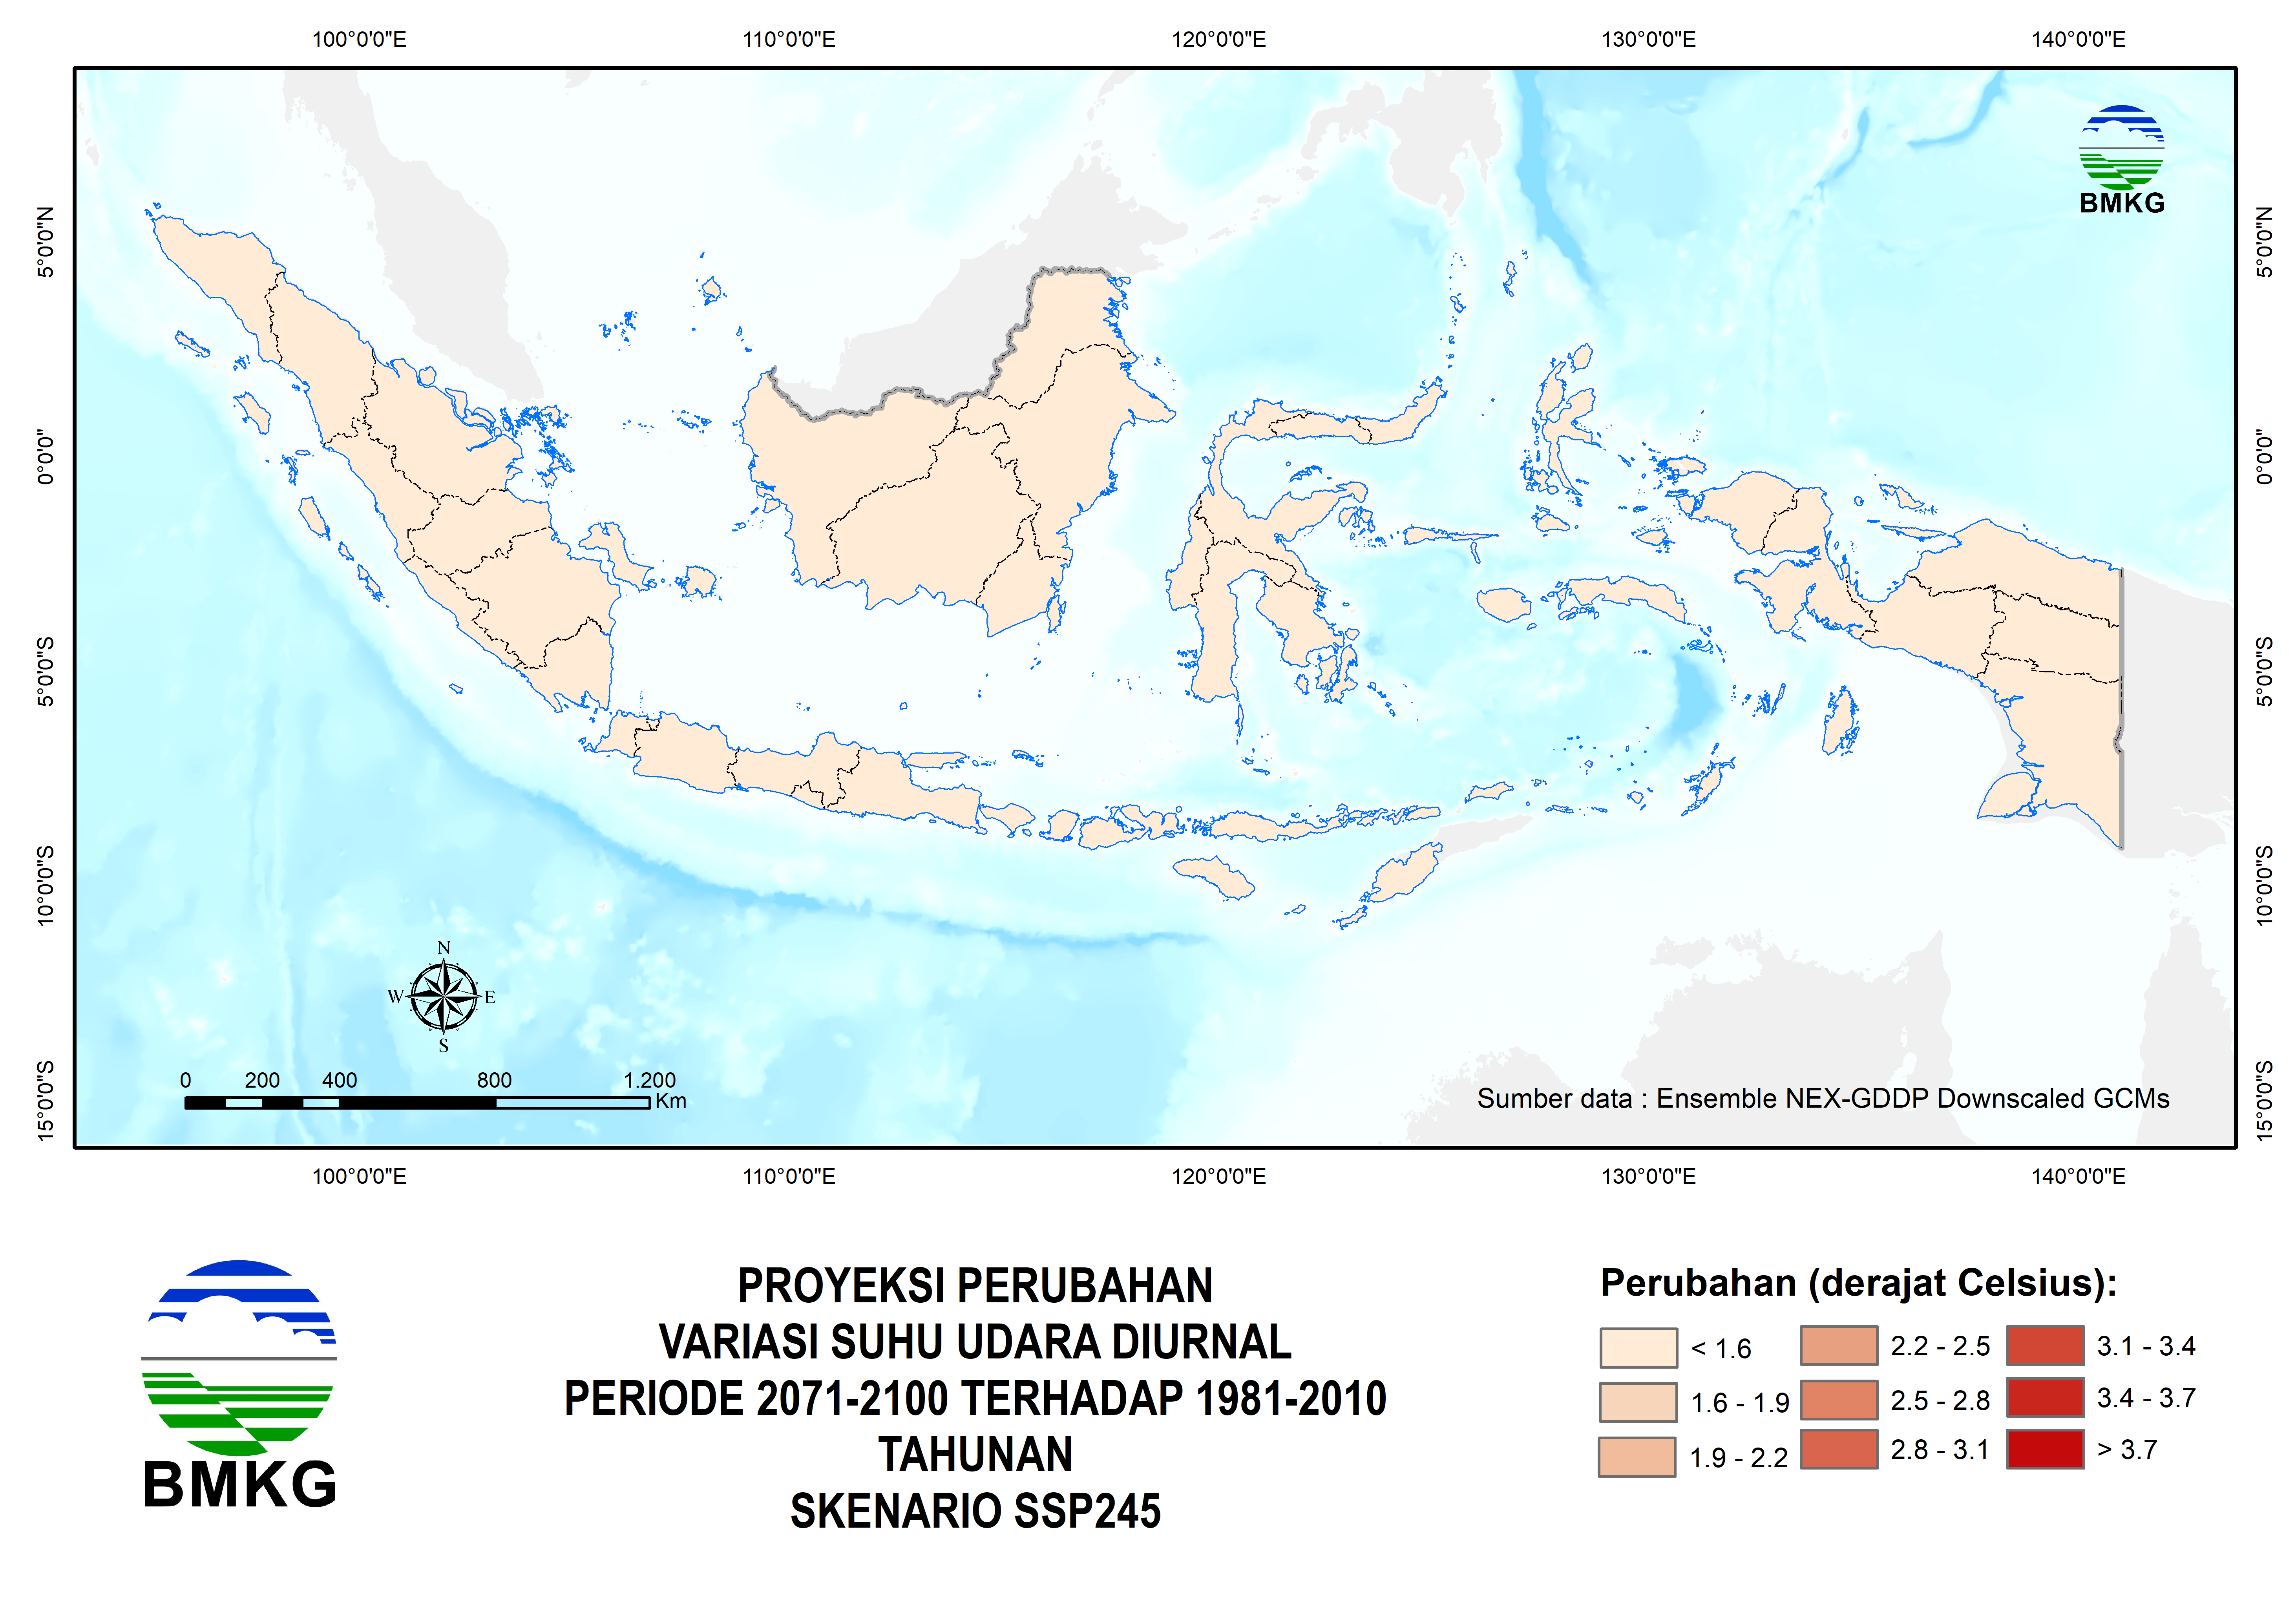 100°0'0"E 110°0'0"E 120°0'0"E 130°0'0"E 140°0'0"E
5°0'0"N
0°0'0"
5°0'0"S
10°0'0"S
15°0'0"S
BMKG
5°0'0"N
0°0'0"
5°0'0"S
10°0'0"S
15°0'0"S
N
W E
S
0 200 400 800 1.200
Km
Sumber data : Ensemble NEX-GDDP Downscaled GCMs
100°0'0"E 110°0'0"E 120°0'0"E 130°0'0"E 140°0'0"E
BMKG
PROYEKSI PERUBAHAN
VARIASI SUHU UDARA DIURNAL
PERIODE 2071-2100 TERHADAP 1981-2010
TAHUNAN
SKENARIO SSP245
Perubahan (derajat Celsius):
< 1.6
1.6 - 1.9
1.9 - 2.2
2.2 - 2.5
2.5 - 2.8
2.8 - 3.1
3.1 - 3.4
3.4 - 3.7
> 3.7